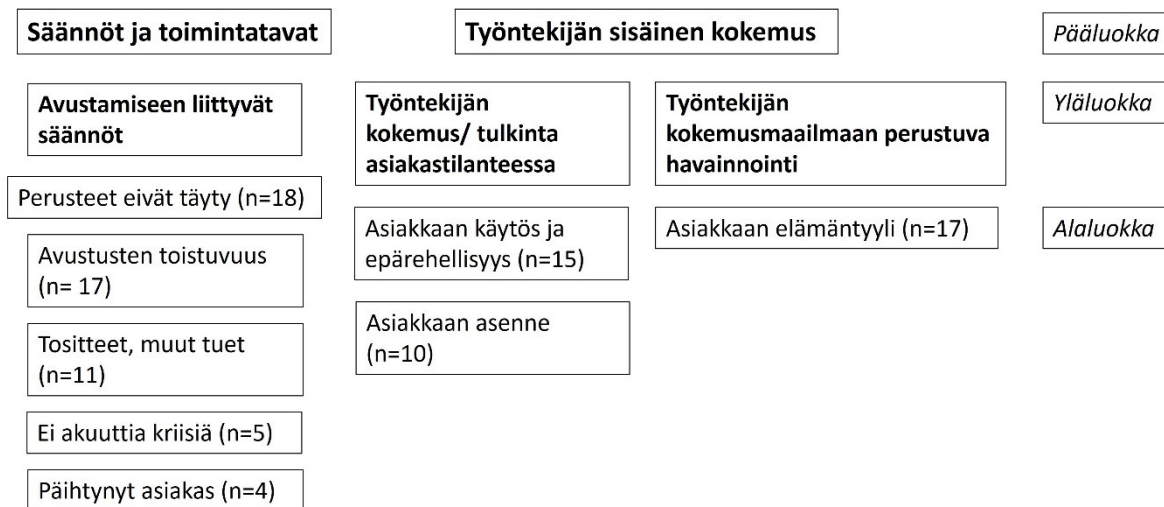 Säännöt ja toimintatavat
Työntekijän sisäinen kokemus
Pääluokka
Avustamiseen liittyvät
säännöt
Työntekijän
kokemus/ tulkinta
asiakastilanteessa
Työntekijän
kokemusmaailmaan perustuva
havainnointi
Yläluokka
Perusteet eivät täyty (n=18)
Avustusten toistuvuus
(n= 17)
Tositteet, muut tuet
(n=11)
Ei akuuttia kriisiä (n=5)
Päihtynyt asiakas (n=4)
Asiakkaan käytös ja
epärehellisyys (n=15)
Asiakkaan asenne
(n=10)
Asiakkaan elämäntyyli (n=17)
Alaluokka